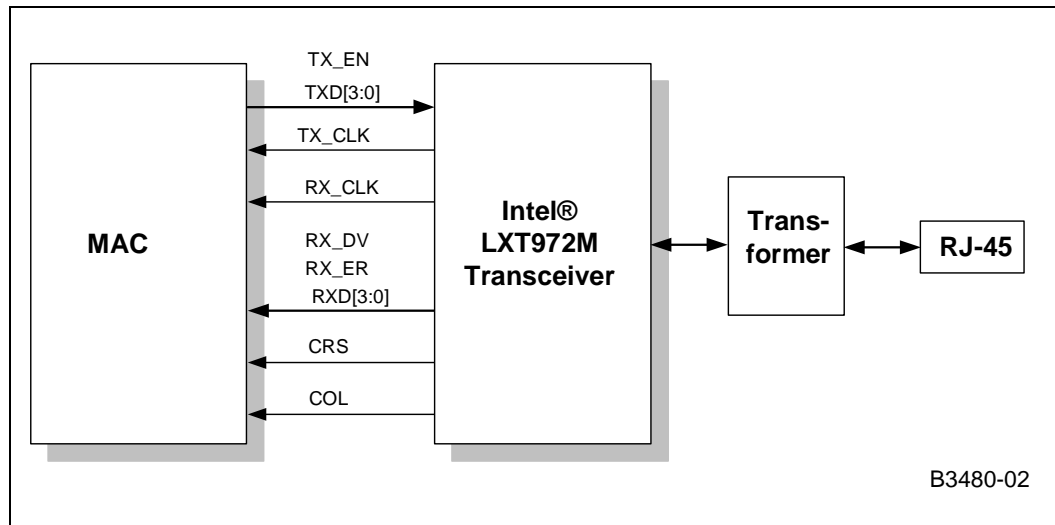 MAC
TX_EN
TXD[3:0]
TX_CLK
RX_CLK
RX_DV
RX_ER
RXD[3:0]
CRS
COL
Intel®
LXT972M
Transceiver
Trans-
former
RJ-45
B3480-02